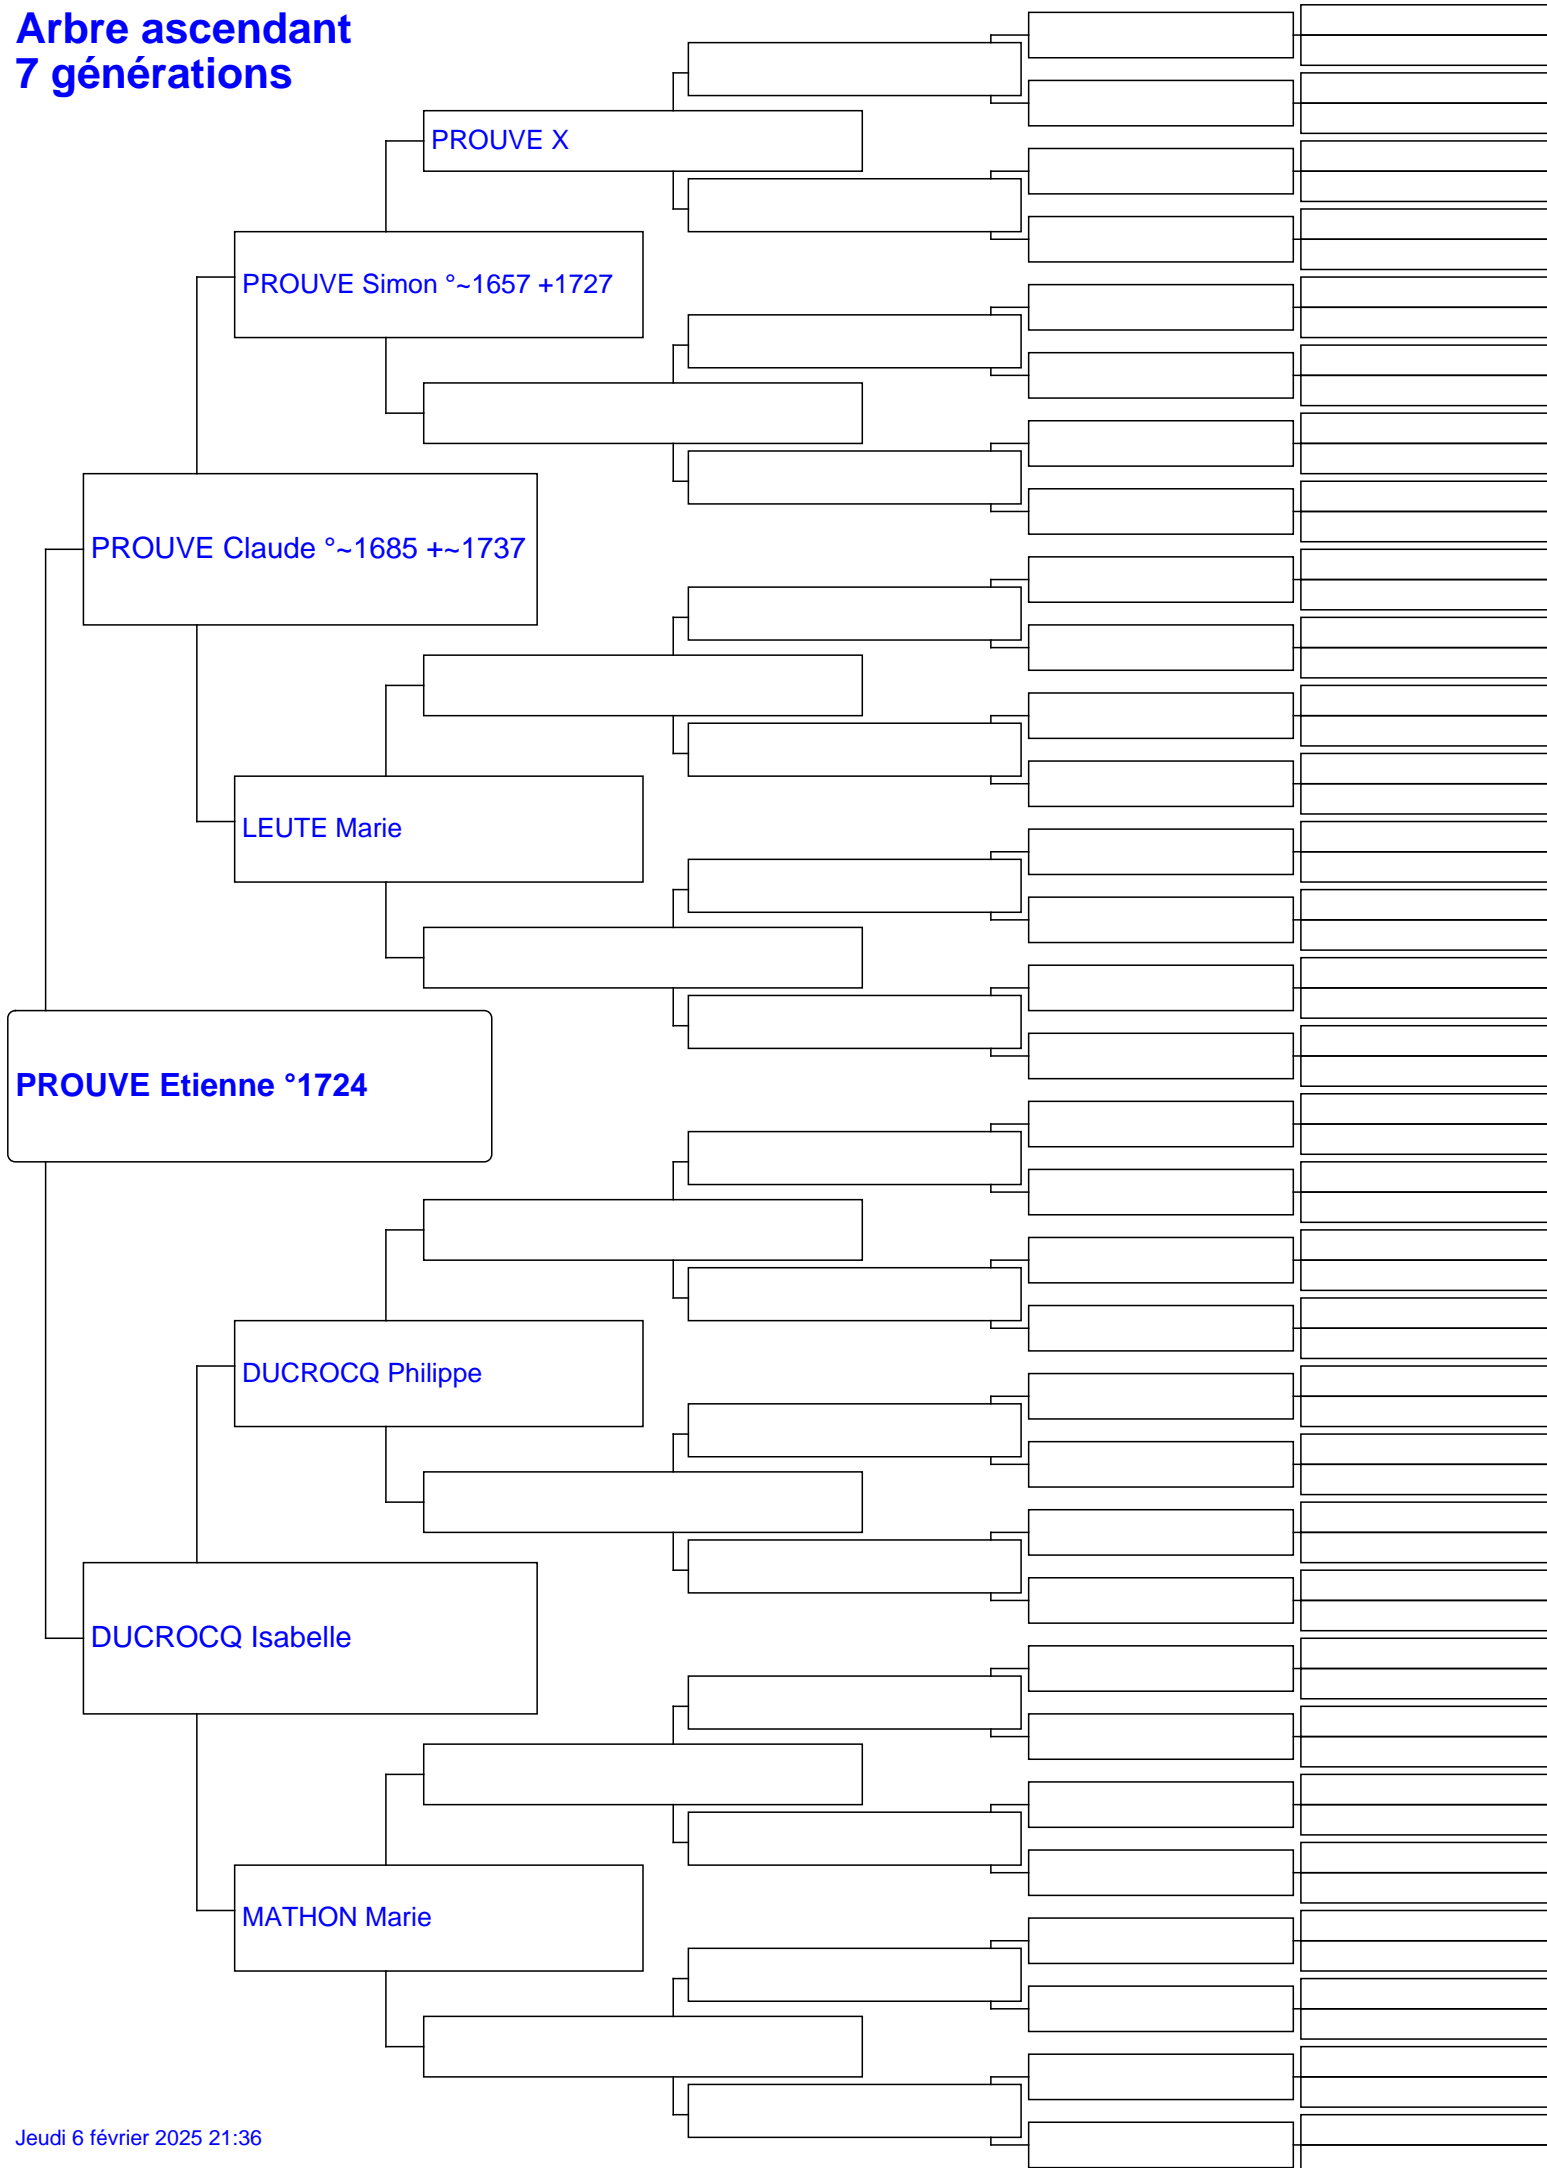 Arbre ascendant
7 générations
PROUVE X
PROUVE Simon °~1657 +1727
PROUVE Claude °~1685 +~1737
LEUTE Marie
PROUVE Etienne °1724
DUCROCQ Philippe
DUCROCQ Isabelle
MATHON Marie
Jeudi 6 février 2025 21:36